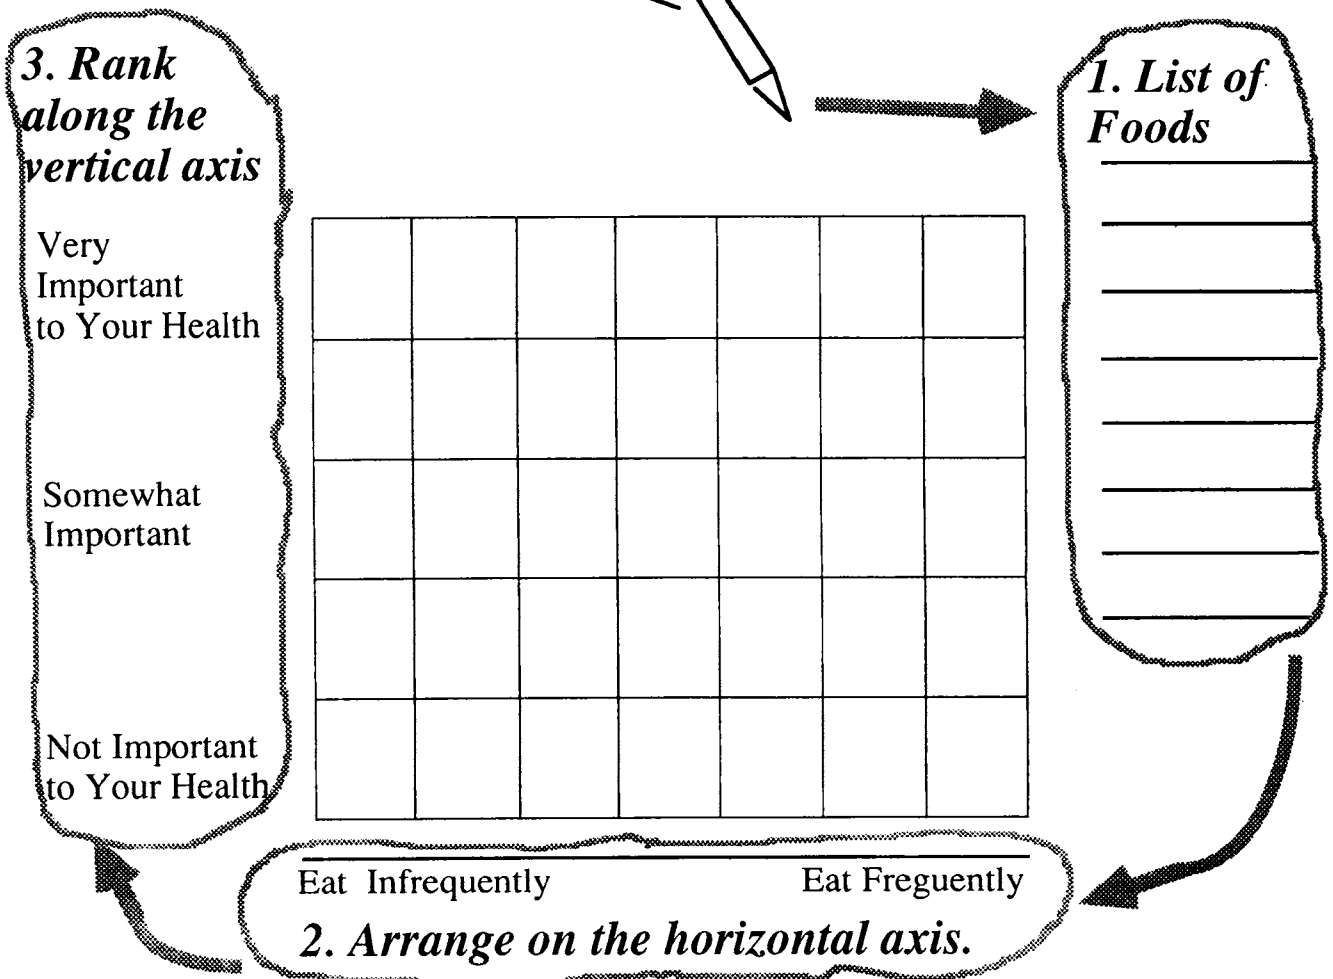 3. Rank
along the
vertical axis
Very
Important
to Your Health
Somewhat
Important
Not Important
to Your Health
1. List of
Foods
Eat Infrequently
Eat Freguently
2. Arrange on the horizontal axis.